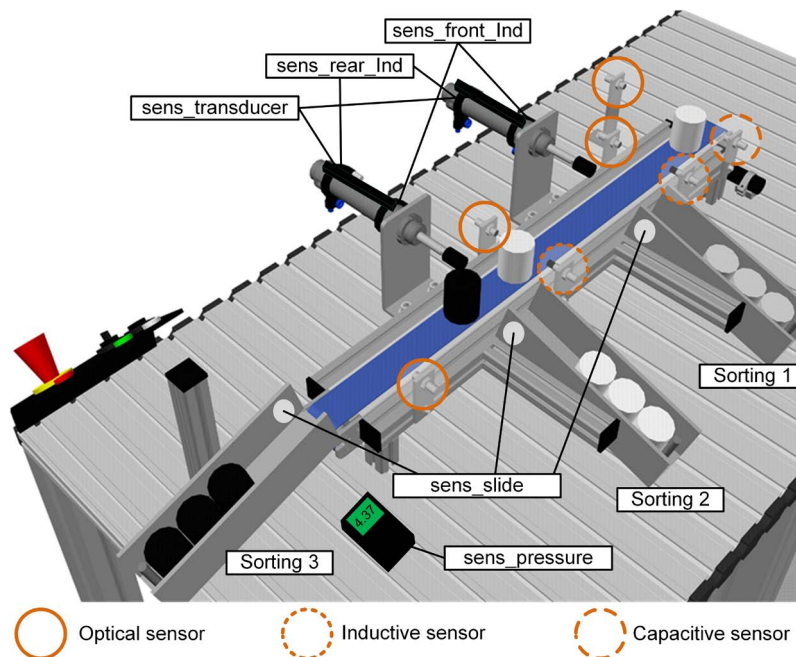 sens_front_Ind
sens_rear_Ind
sens_transducer
Sorting 1
sens_slide
Sorting 2
4.37
sens_pressure
Sorting 3
Optical sensor
Inductive sensor
Capacitive sensor